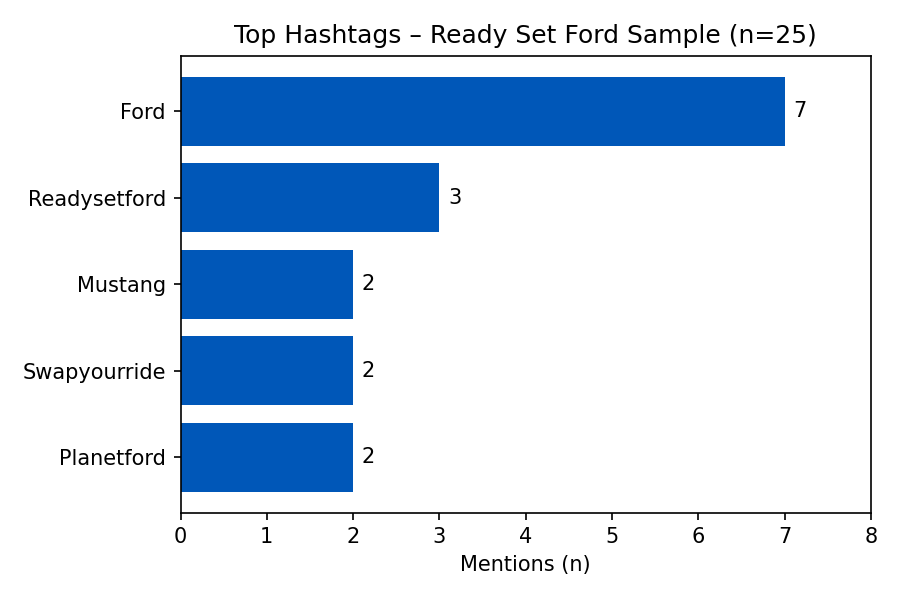 Top Hashtags – Ready Set Ford Sample (n=25)
Ford 7
Readysetford 3
Mustang 2
Swapyourride 2
Planetford 2
0 1 2 3 4 5 6 7 8
Mentions (n)